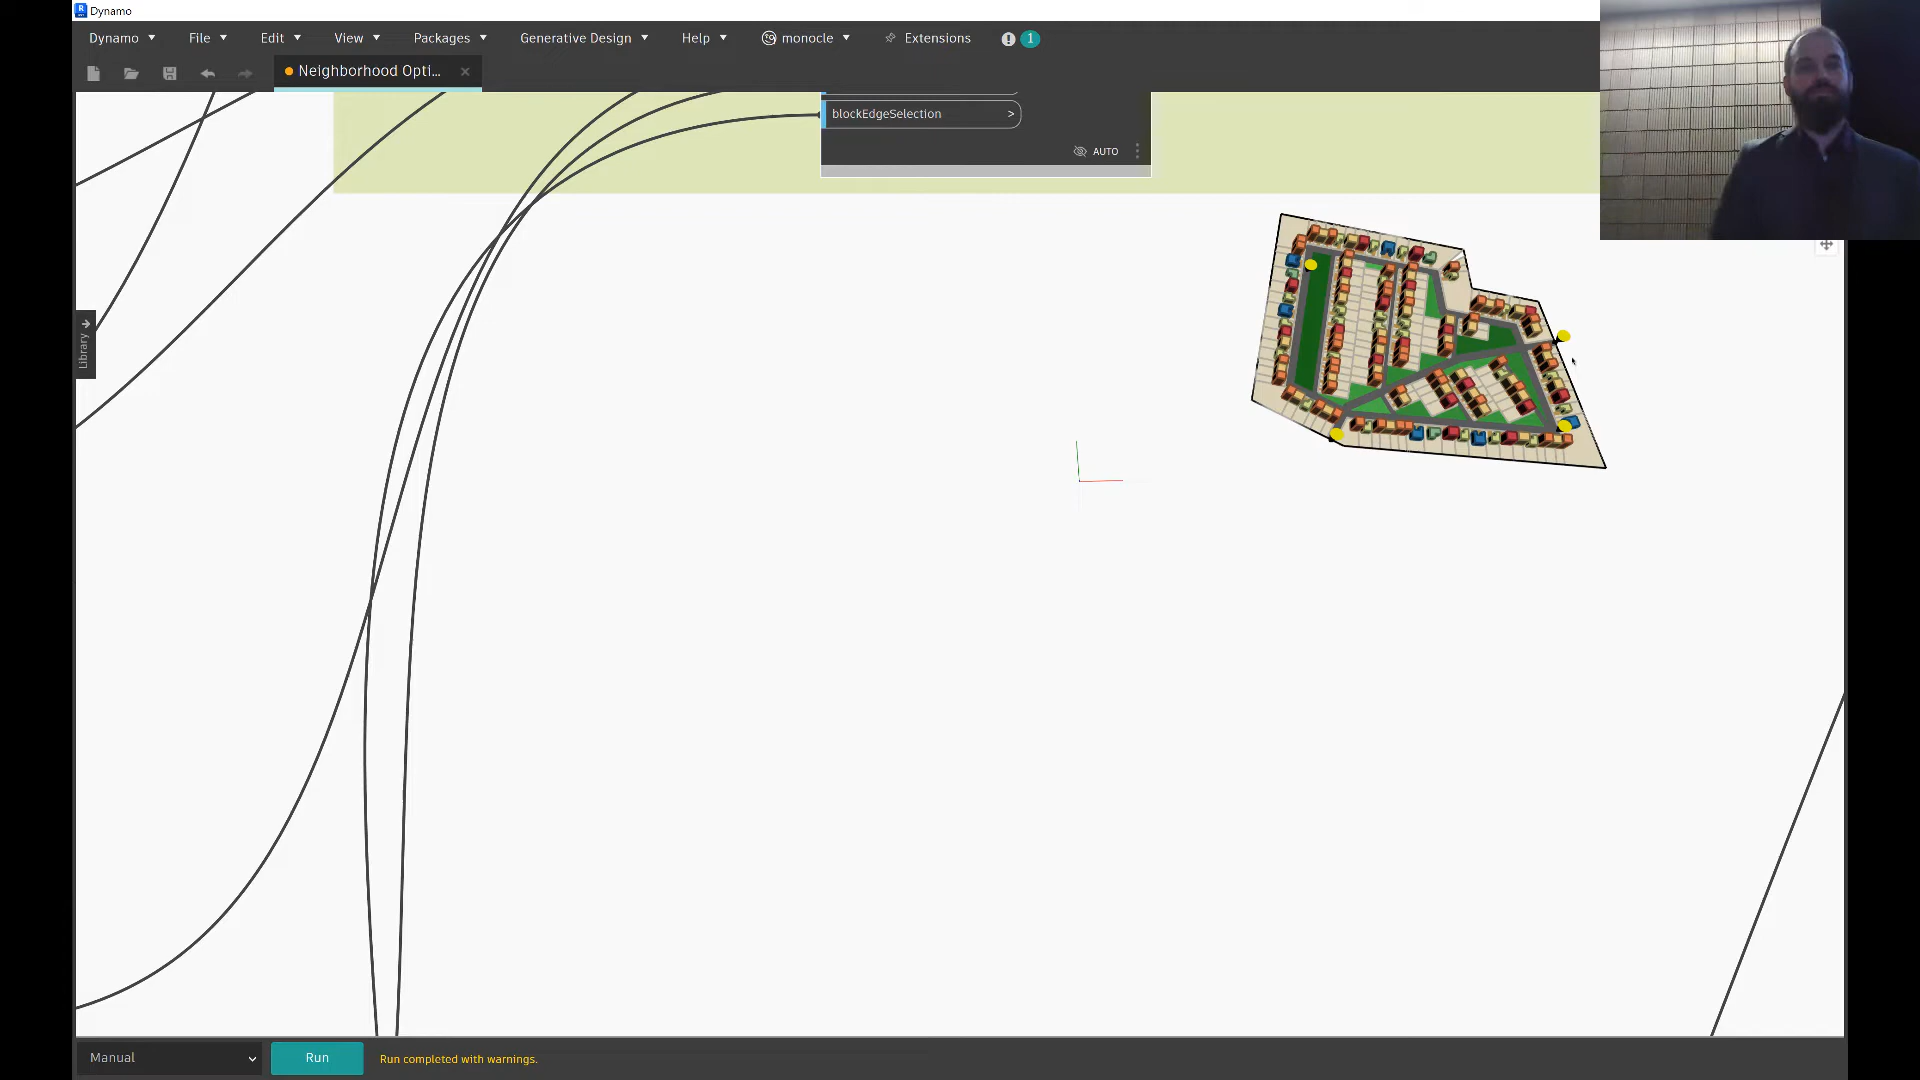 Dynamo
Dynamo File Edit View Packages Generative Design Help monocle Extensions 1
Neighborhood Opti...
blockEdgeSelection >
AUTO
Library
Manual Run Run completed with warnings.